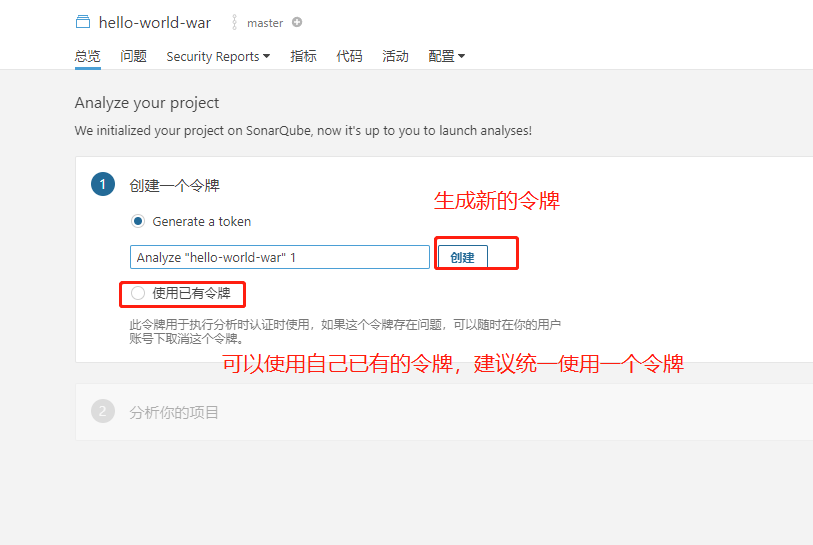 hello-world-war master
总览 问题 Security Reports 指标 代码 活动 配置
Analyze your project
We initialized your project on SonarQube, now it's up to you to launch analyses!
1 创建一个令牌
生成新的令牌
Generate a token
Analyze "hello-world-war" 1 创建
使用已有令牌
此令牌用于执行分析时认证时使用，如果这个令牌存在问题，可以随时在你的用户
账号下取消这个令牌。
可以使用自己已有的令牌，建议统一使用一个令牌
2 分析你的项目